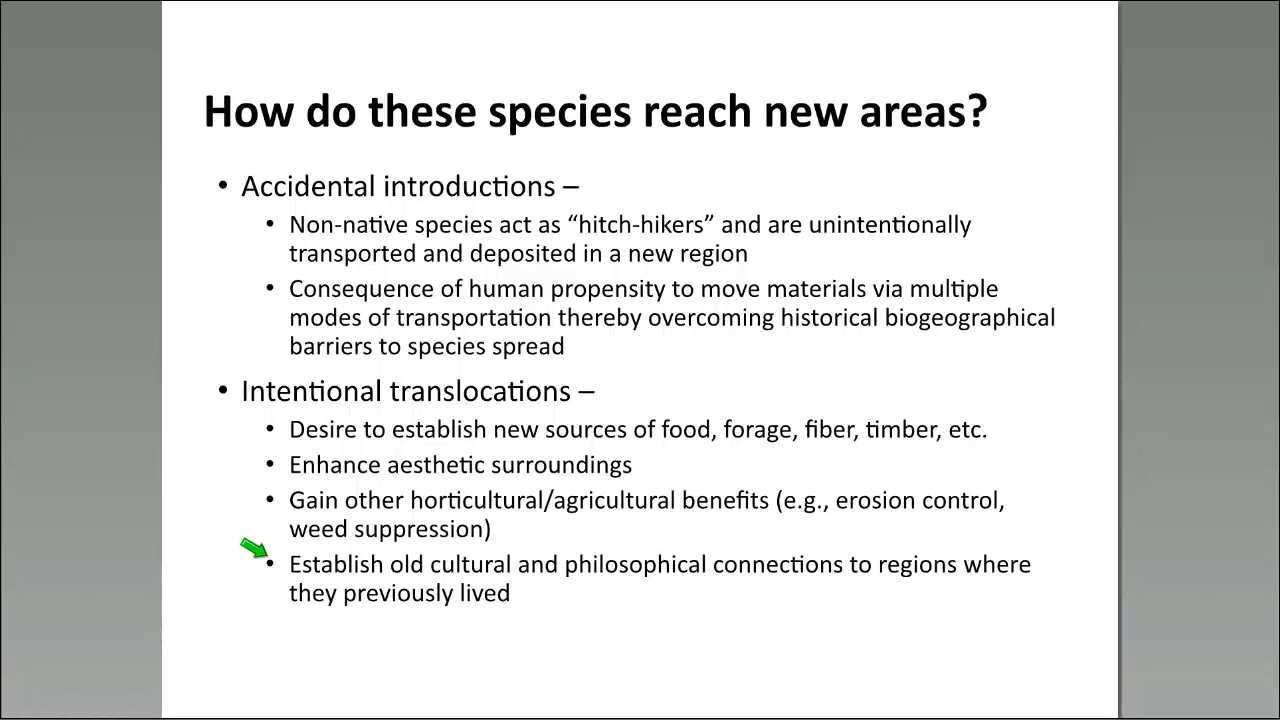 How do these species reach new areas?
• Accidental introductions –
• Non-native species act as “hitch-hikers” and are unintentionally
transported and deposited in a new region
• Consequence of human propensity to move materials via multiple
modes of transportation thereby overcoming historical biogeographical
barriers to species spread
• Intentional translocations –
• Desire to establish new sources of food, forage, fiber, timber, etc.
• Enhance aesthetic surroundings
• Gain other horticultural/agricultural benefits (e.g., erosion control,
weed suppression)
• Establish old cultural and philosophical connections to regions where
they previously lived